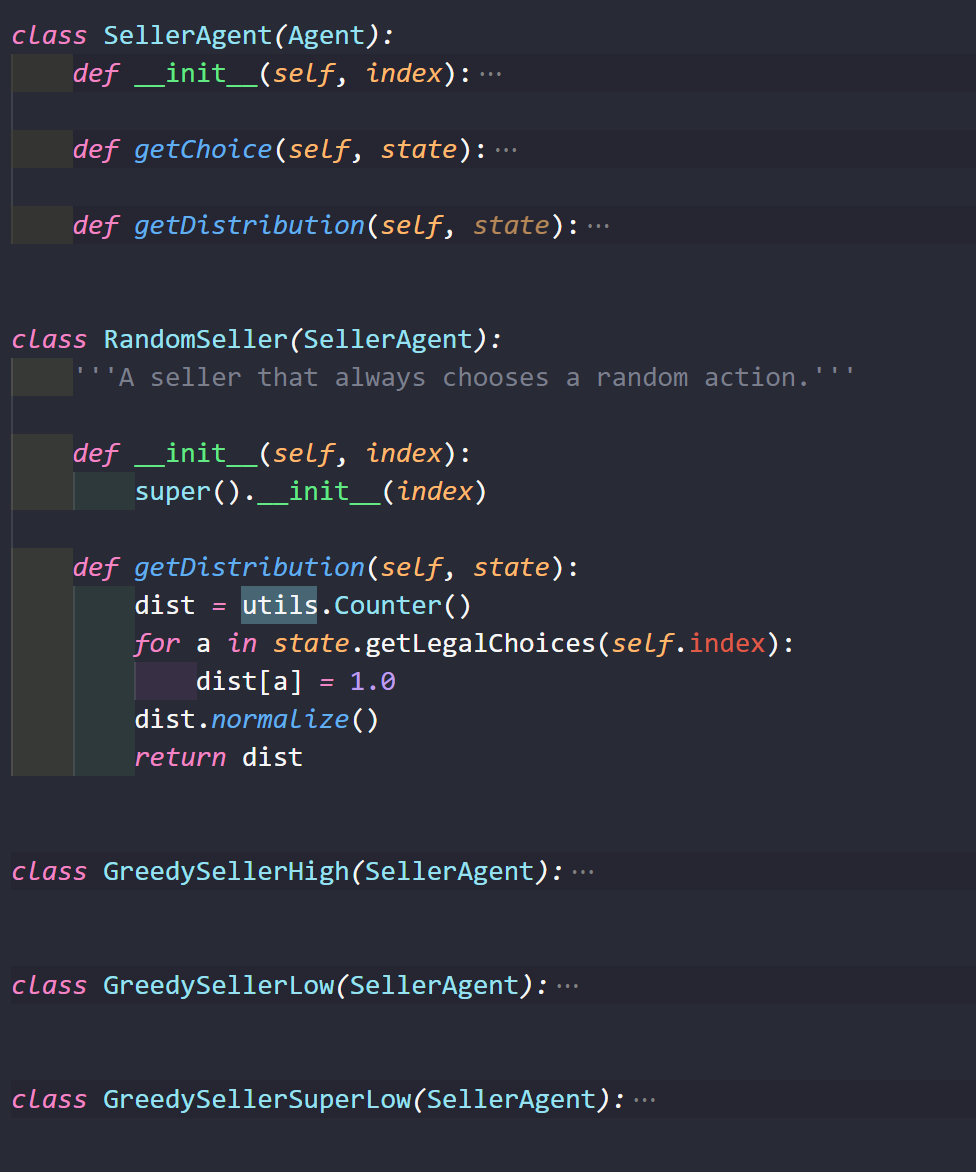 class SellerAgent(Agent):
    def __init__(self, index):···

    def getChoice(self, state):···

    def getDistribution(self, state):···


class RandomSeller(SellerAgent):
    '''A seller that always chooses a random action.'''

    def __init__(self, index):
        super().__init__(index)

    def getDistribution(self, state):
        dist = utils.Counter()
        for a in state.getLegalChoices(self.index):
            dist[a] = 1.0
        dist.normalize()
        return dist


class GreedySellerHigh(SellerAgent):···


class GreedySellerLow(SellerAgent):···


class GreedySellerSuperLow(SellerAgent):···